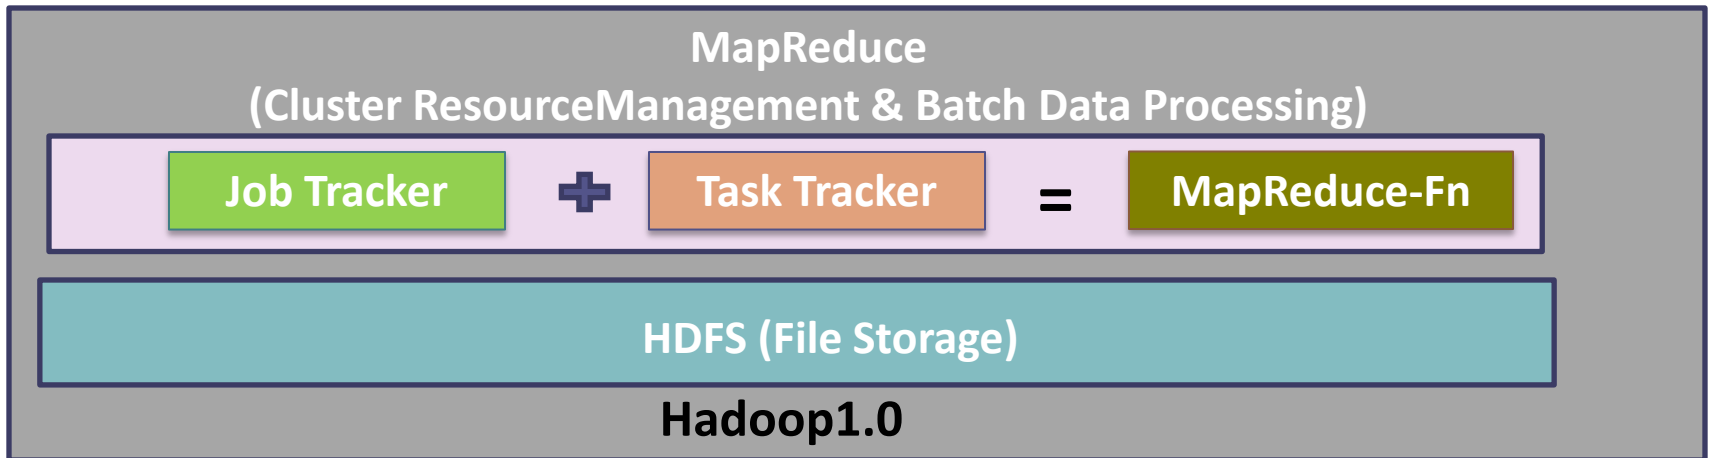 MapReduce
(Cluster ResourceManagement & Batch Data Processing)
Job Tracker + Task Tracker = MapReduce-Fn
HDFS (File Storage)
Hadoop1.0